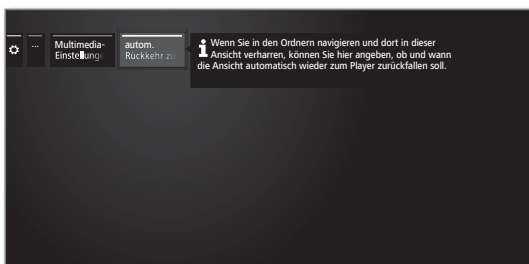 ...
Multimedia-
Einstellunge
autom.
Rückkehr zu
Wenn Sie in den Ordnern navigieren und dort in dieser
Ansicht verharren, können Sie hier angeben, ob und wann
die Ansicht automatisch wieder zum Player zurückfallen soll.